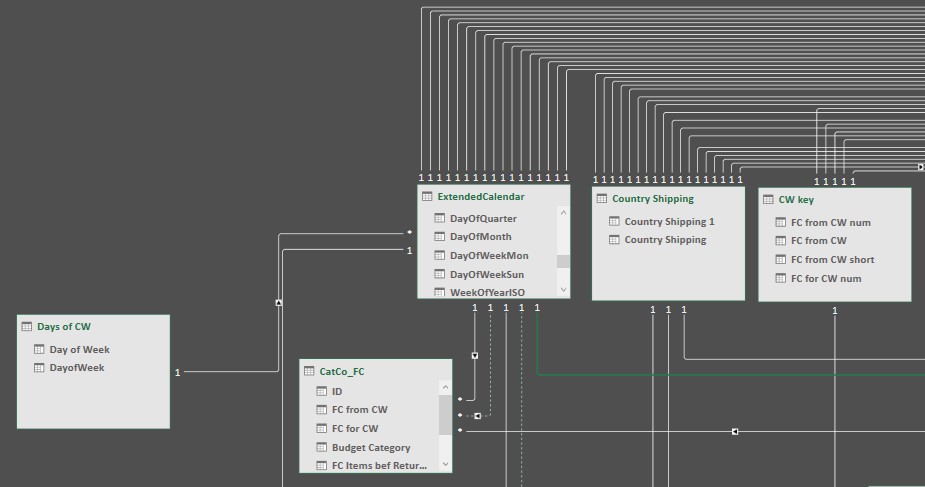 1 1 1 1 1 1 1 1 1 1 1 1 1 1 1 1 1
1 1 1 1 1 1 1 1 1 1 1 1 1 1 1 1 1 1
1 1 1 1 1
ExtendedCalendar
DayOfQuarter
DayOfMonth
DayOfWeekMon
DayOfWeekSun
WeekOfYearISO
Country Shipping
Country Shipping 1
Country Shipping
CW key
FC from CW num
FC from CW
FC from CW short
FC for CW num
*
1
1 1 1 1 1
1 1 1
1
Days of CW
Day of Week
DayofWeek
1
CatCo_FC
ID
FC from CW
FC for CW
Budget Category
FC Items bef Retur...
*
*
*